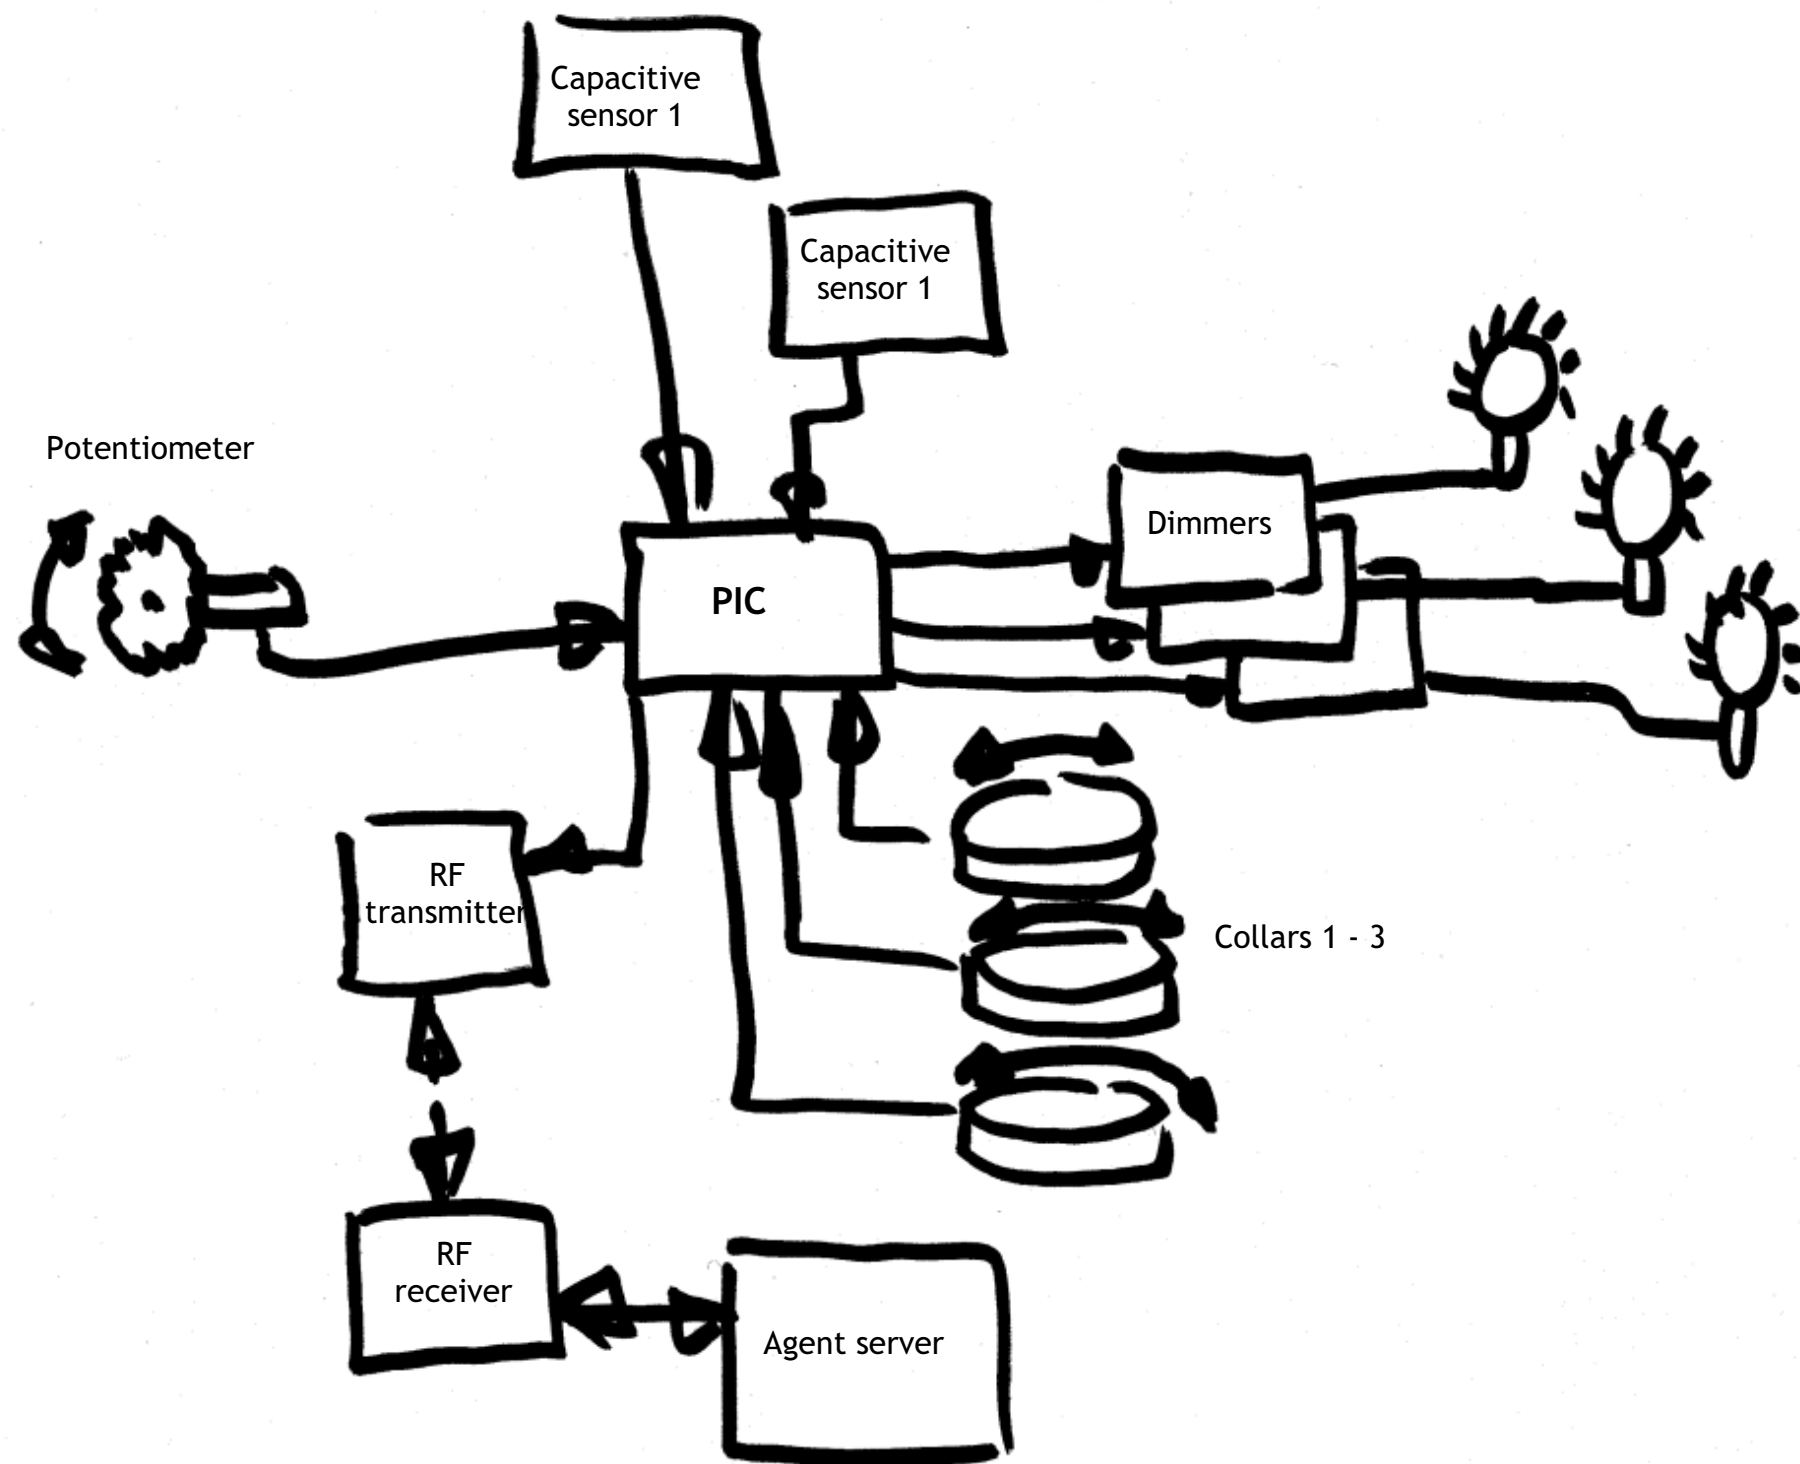 Capacitive
sensor 1
Capacitive
sensor 1
Potentiometer
Dimmers
PIC
RF
transmitter
Collars 1 - 3
RF
receiver
Agent server